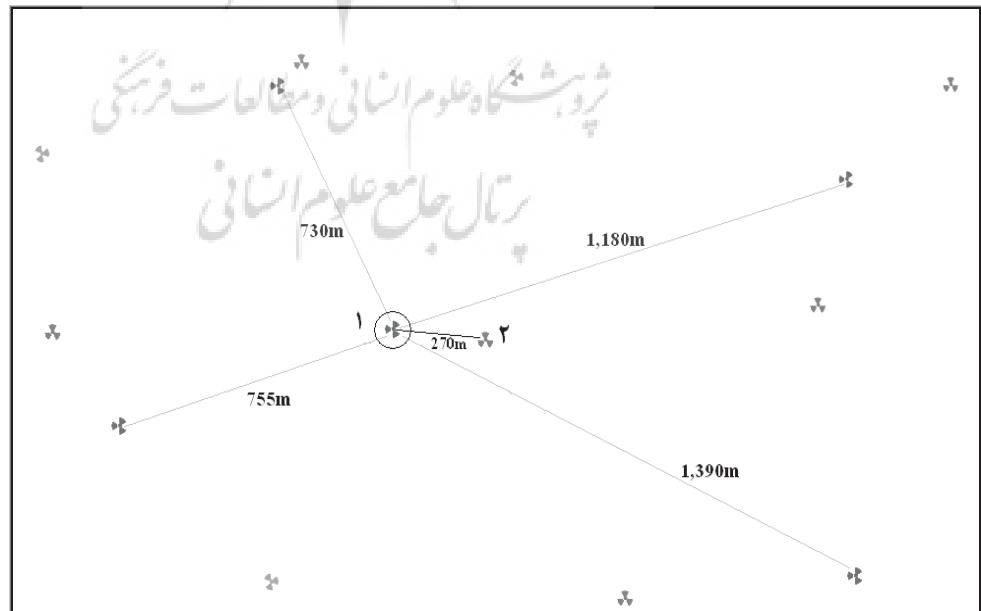 پژوهشگاه علوم انسانی و مطالعات فرهنگی
پرتال جامع علوم انسانی
730m
1,180m
۱
270m
۲
755m
1,390m